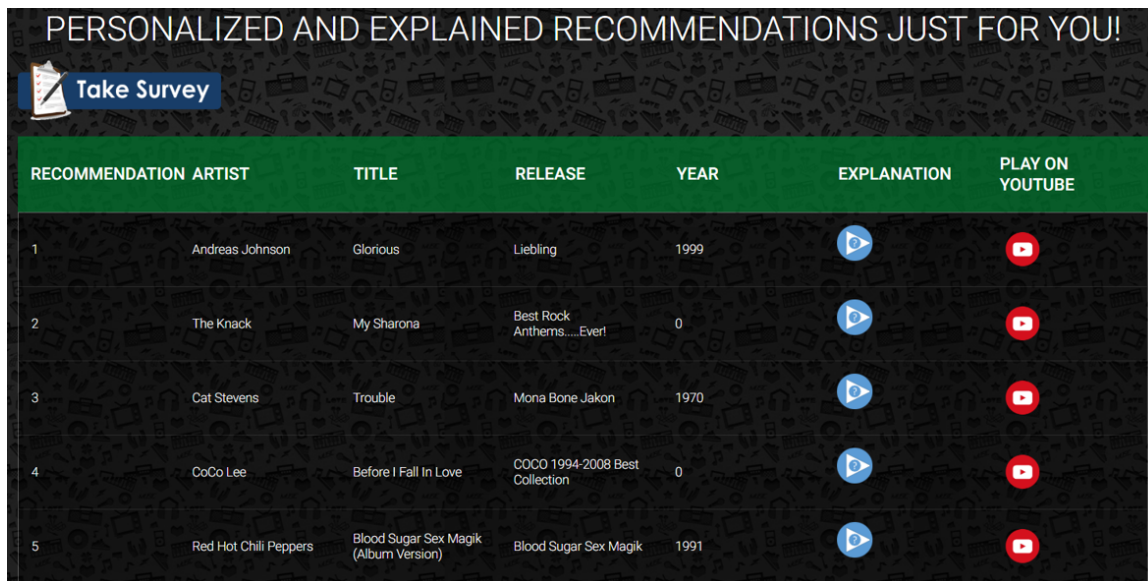 PERSONALIZED AND EXPLAINED RECOMMENDATIONS JUST FOR YOU!
Take Survey
RECOMMENDATION ARTIST TITLE RELEASE YEAR EXPLANATION PLAY ON
YOUTUBE
1 Andreas Johnson Glorious Liebling 1999
2 The Knack My Sharona Best Rock
Anthems.....Ever! 0
3 Cat Stevens Trouble Mona Bone Jakon 1970
4 CoCo Lee Before I Fall In Love COCO 1994-2008 Best
Collection 0
5 Red Hot Chili Peppers Blood Sugar Sex Magik
(Album Version) Blood Sugar Sex Magik 1991